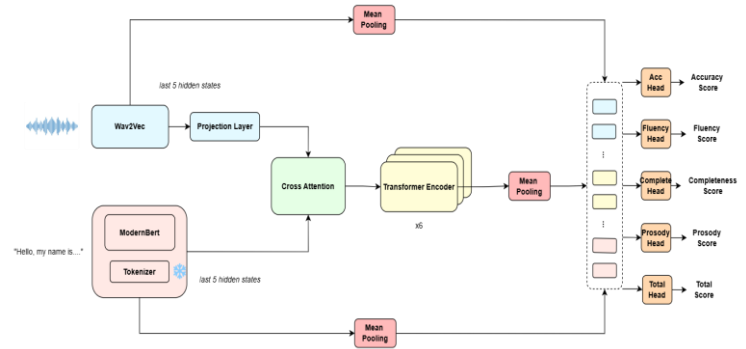 Mean
Pooling
last 5 hidden states
Wav2Vec
Projection Layer
Cross Attention
Transformer Encoder
x6
Mean
Pooling
ModernBert
Tokenizer
"Hello, my name is...."
last 5 hidden states
Mean
Pooling
⋮
⋮
Acc
Head
Accuracy
Score
Fluency
Head
Fluency
Score
Complete
Head
Completeness
Score
Prosody
Head
Prosody
Score
Total
Head
Total
Score